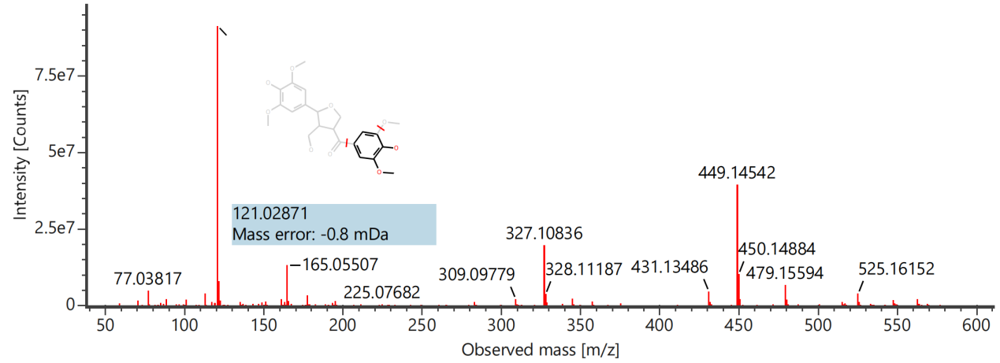 Intensity [Counts]
7.5e7
5e7
2.5e7
0
121.02871
Mass error: -0.8 mDa
77.03817
165.05507
225.07682
309.09779
327.10836
328.11187
431.13486
449.14542
450.14884
479.15594
525.16152
O
O
O
O
O
O
O
O
O
50
100
150
200
250
300
350
400
450
500
550
600
Observed mass [m/z]